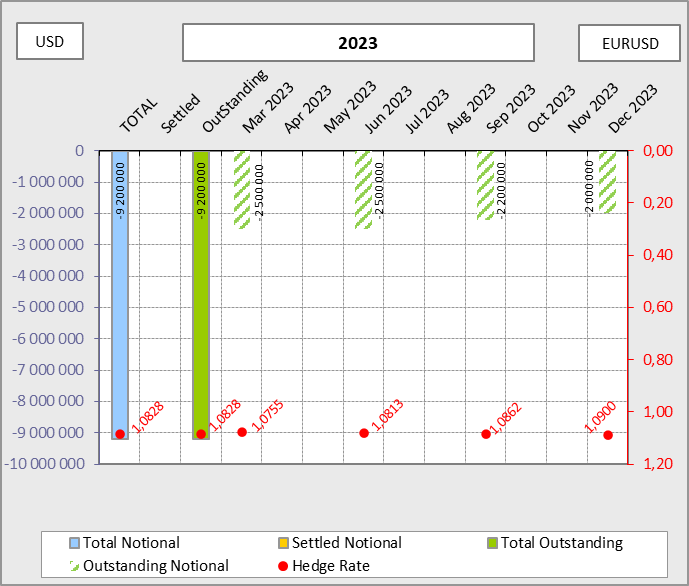 USD
2023
EURUSD
TOTAL
Settled
OutStanding
Mar 2023
Apr 2023
May 2023
Jun 2023
Jul 2023
Aug 2023
Sep 2023
Oct 2023
Nov 2023
Dec 2023
0
-1 000 000
-2 000 000
-3 000 000
-4 000 000
-5 000 000
-6 000 000
-7 000 000
-8 000 000
-9 000 000
-10 000 000
-9 200 000
-9 200 000
-2 500 000
-2 500 000
-2 200 000
-2 000 000
1,0828
1,0828
1,0755
1,0813
1,0862
1,0900
0,00
0,20
0,40
0,60
0,80
1,00
1,20
Total Notional
Settled Notional
Total Outstanding
Outstanding Notional
Hedge Rate